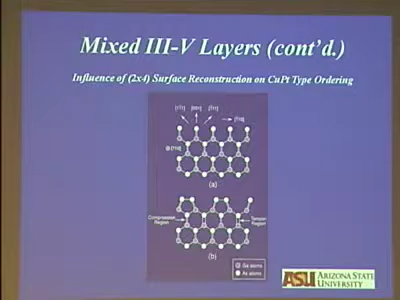 Mixed III-V Layers (cont'd.)
Influence of (2x4) Surface Reconstruction on CuPt Type Ordering
(a)
Compression
Region
Tension
Region
(b)
Ga atoms
As atoms
ASU ARIZONA STATE
UNIVERSITY